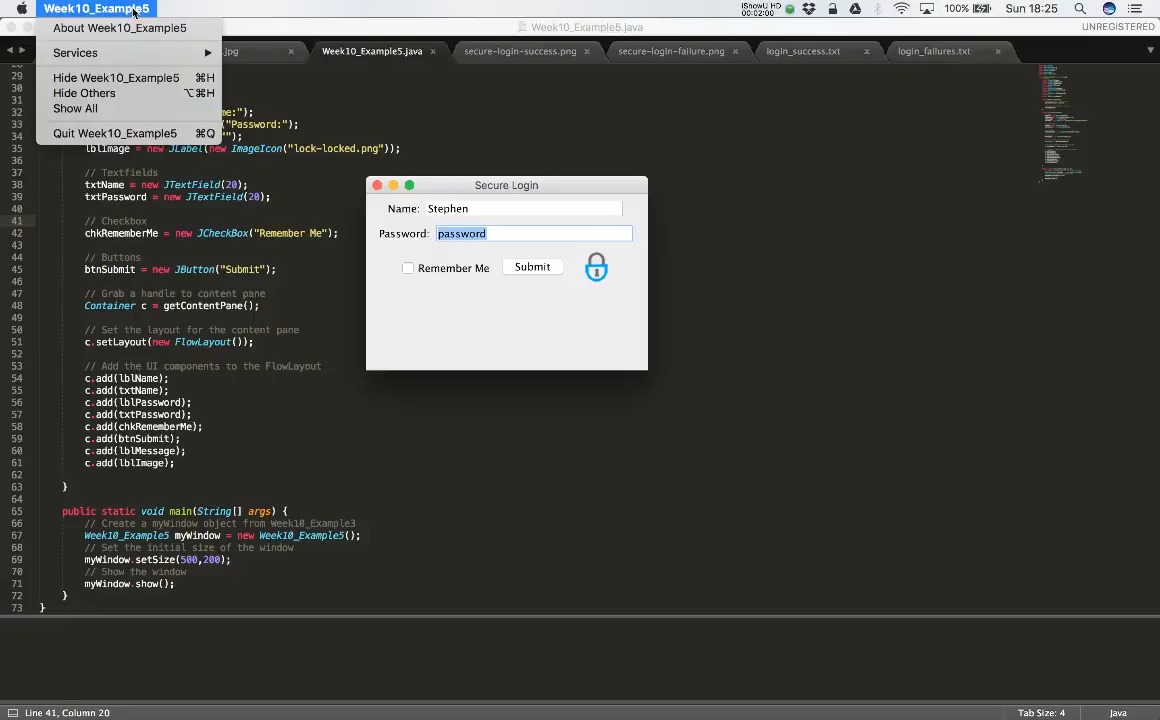 Week10_Example5
iShowU HD
00:02:00
100%
Sun 18:25
About Week10_Example5
Services
Hide Week10_Example5 ⌘H
Hide Others ⌥⌘H
Show All
Quit Week10_Example5 ⌘Q
Week10_Example5.java
UNREGISTERED
.jpg
Week10_Example5.java
secure-login-success.png
secure-login-failure.png
login_success.txt
login_failures.txt
29
30
31
32 me:");
33 ("Password:");
34 "");
35 lblImage = new JLabel(new ImageIcon("lock-locked.png"));
36
37 // Textfields
38 txtName = new JTextField(20);
39 txtPassword = new JTextField(20);
40
41 // Checkbox
42 chkRememberMe = new JCheckBox("Remember Me");
43
44 // Buttons
45 btnSubmit = new JButton("Submit");
46
47 // Grab a handle to content pane
48 Container c = getContentPane();
49
50 // Set the layout for the content pane
51 c.setLayout(new FlowLayout());
52
53 // Add the UI components to the FlowLayout
54 c.add(lblName);
55 c.add(txtName);
56 c.add(lblPassword);
57 c.add(txtPassword);
58 c.add(chkRememberMe);
59 c.add(btnSubmit);
60 c.add(lblMessage);
61 c.add(lblImage);
62
63 }
64
65 public static void main(String[] args) {
66 // Create a myWindow object from Week10_Example3
67 Week10_Example5 myWindow = new Week10_Example5();
68 // Set the initial size of the window
69 myWindow.setSize(500,200);
70 // Show the window
71 myWindow.show();
72 }
73 }
Secure Login
Name: Stephen
Password: password
Remember Me
Submit
Line 41, Column 20
Tab Size: 4
Java